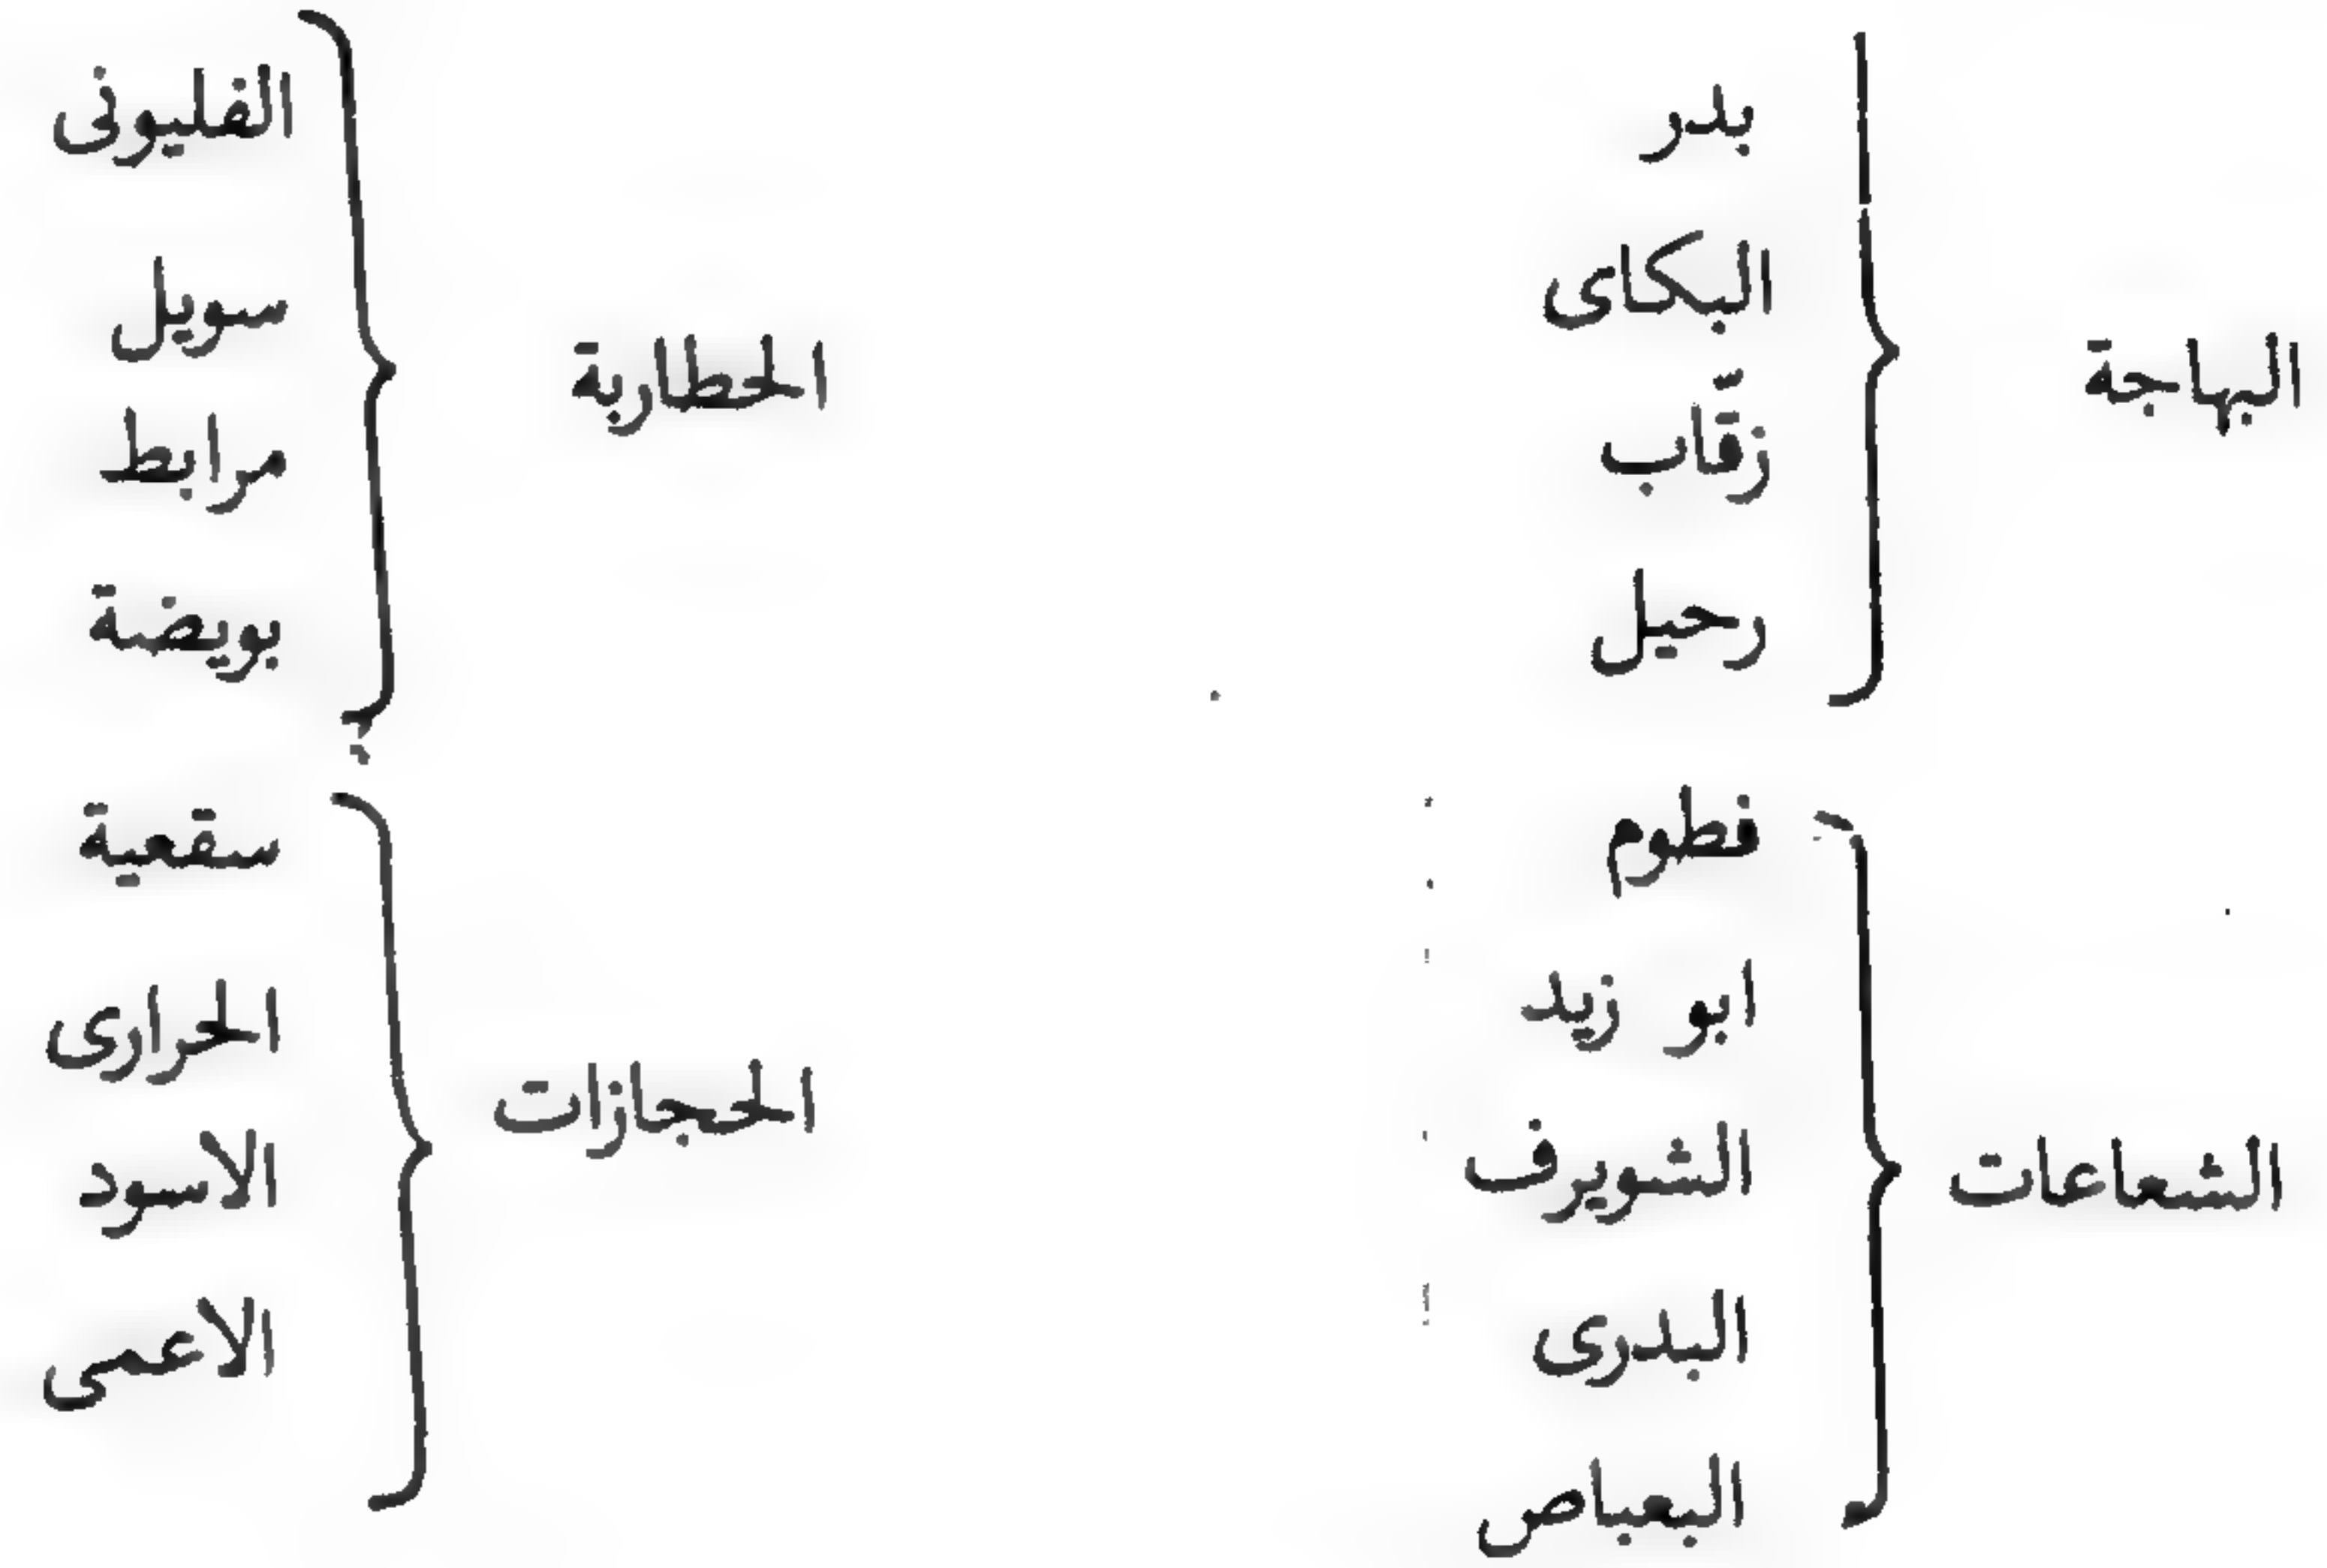 البهاجة
بدر
البكاى
زقّاب
رحيل
الشعاعات
فطوم
ابو زيد
الشويرف
البدرى
البعباص
الحطاربة
الفليونى
سويل
مرابط
بويضة
الحجازات
سقعية
الحرارى
الاسود
الاعمى